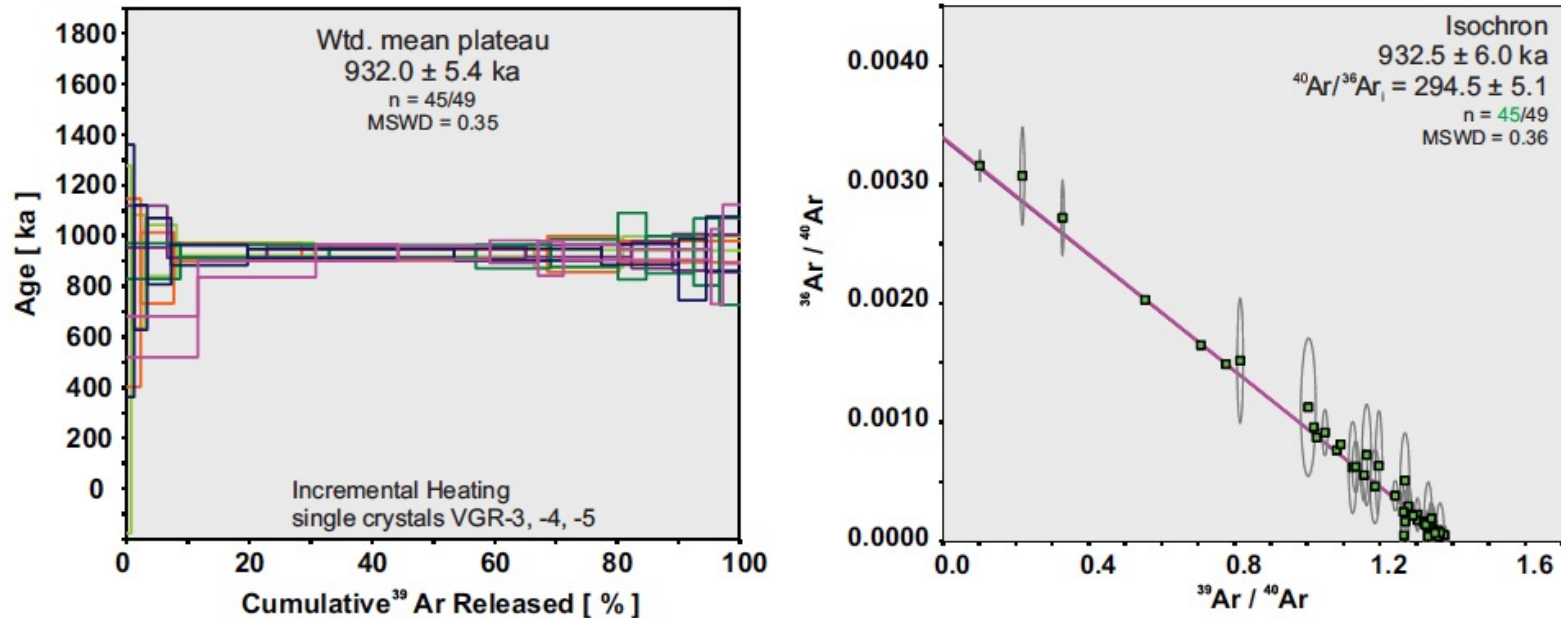 Wtd. mean plateau
932.0 ± 5.4 ka
n = 45/49
MSWD = 0.35
1800
1600
1400
1200
1000
800
600
400
200
0
Age [ ka ]
Incremental Heating
single crystals VGR-3, -4, -5
0 20 40 60 80 100
Cumulative³⁹ Ar Released [ % ]
Isochron
932.5 ± 6.0 ka
⁴⁰Ar/³⁶Arᵢ = 294.5 ± 5.1
n = 45/49
MSWD = 0.36
0.0040
0.0030
0.0020
0.0010
0.0000
³⁶Ar / ⁴⁰Ar
0.0 0.4 0.8 1.2 1.6
³⁹Ar / ⁴⁰Ar